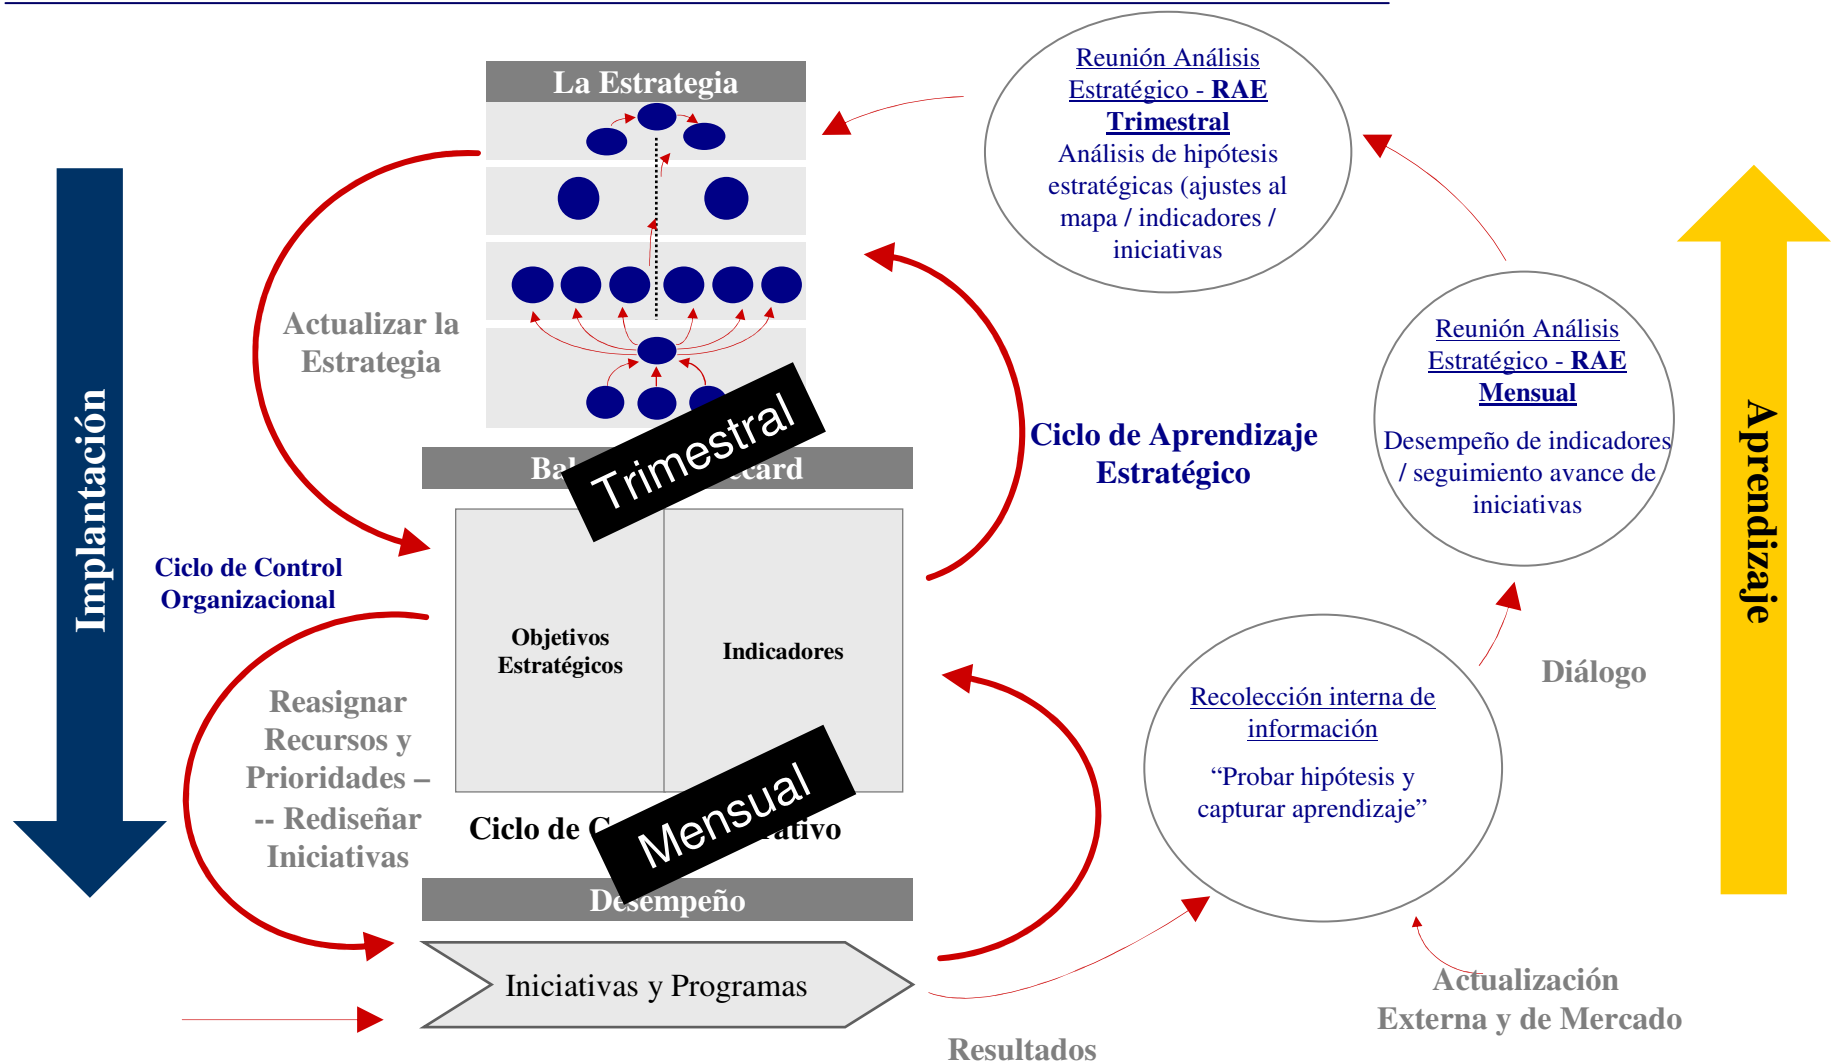 La Estrategia
Reunión Análisis
Estratégico - RAE
Trimestral
Análisis de hipótesis
estratégicas (ajustes al
mapa / indicadores /
iniciativas
Actualizar la
Estrategia
Reunión Análisis
Estratégico - RAE
Mensual
Desempeño de indicadores
/ seguimiento avance de
iniciativas
Implantación
Aprendizaje
Trimestral
Ciclo de Aprendizaje
Estratégico
Ciclo de Control
Organizacional
Objetivos
Estratégicos
Indicadores
Reasignar
Recursos y
Prioridades –
-- Rediseñar
Iniciativas
Recolección interna de
información
“Probar hipótesis y
capturar aprendizaje”
Diálogo
Mensual
Ciclo de
Desempeño
Iniciativas y Programas
Resultados
Actualización
Externa y de Mercado